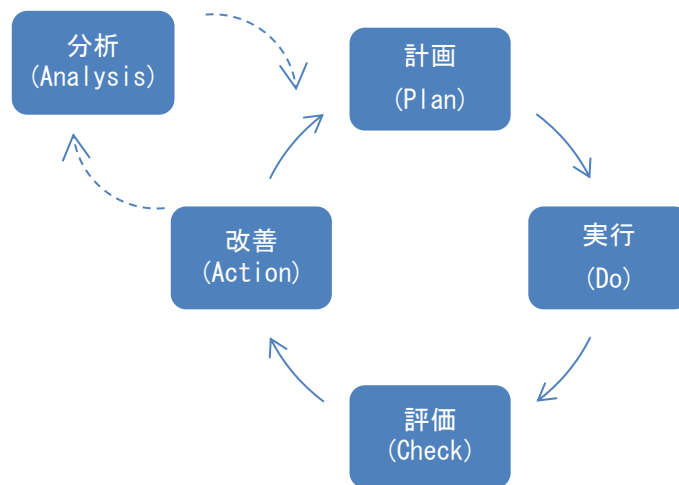 分析
(Analysis)
計画
(Plan)
改善
(Action)
実行
(Do)
評価
(Check)